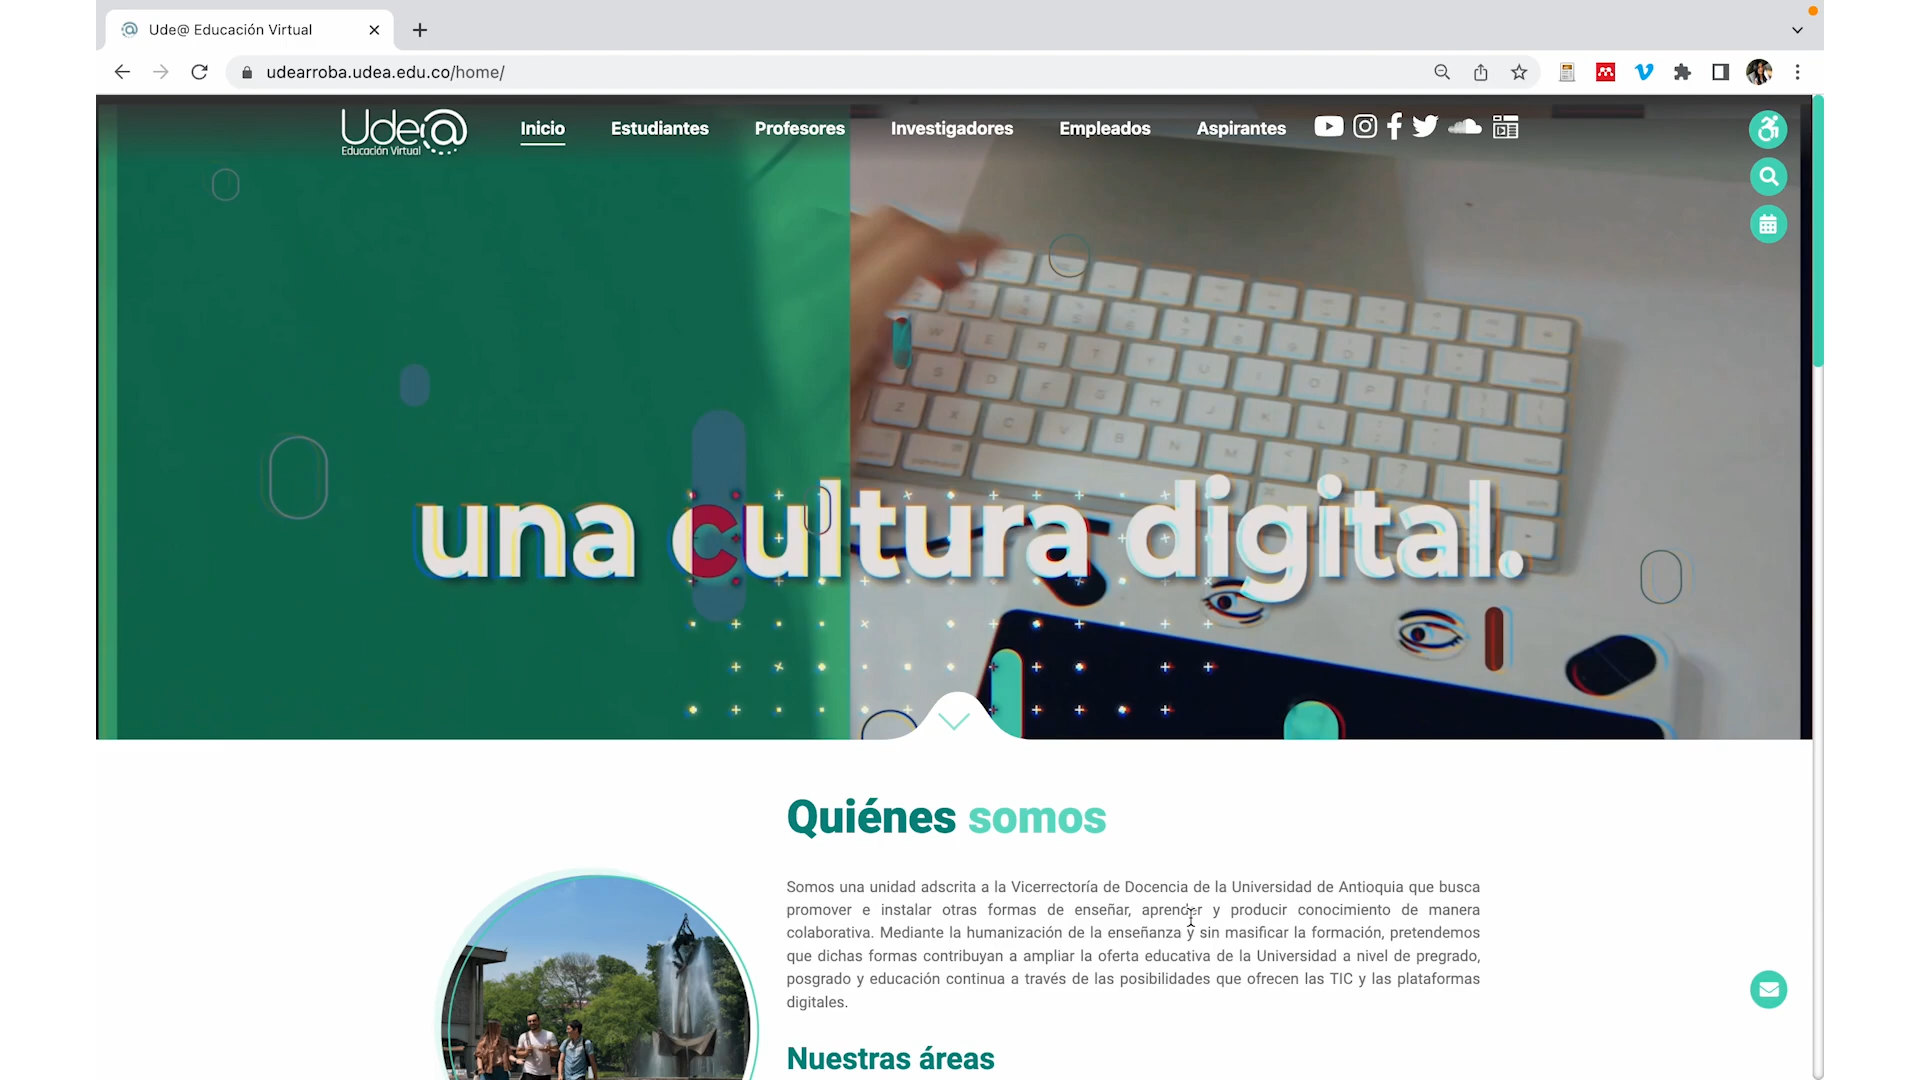 Ude@ Educación Virtual
udearroba.udea.edu.co/home/
Ude@
Educación Virtual
Inicio
Estudiantes
Profesores
Investigadores
Empleados
Aspirantes
una cultura digital.
Quiénes somos
Somos una unidad adscrita a la Vicerrectoría de Docencia de la Universidad de Antioquia que busca
promover e instalar otras formas de enseñar, aprender y producir conocimiento de manera
colaborativa. Mediante la humanización de la enseñanza y sin masificar la formación, pretendemos
que dichas formas contribuyan a ampliar la oferta educativa de la Universidad a nivel de pregrado,
posgrado y educación continua a través de las posibilidades que ofrecen las TIC y las plataformas
digitales.
Nuestras áreas